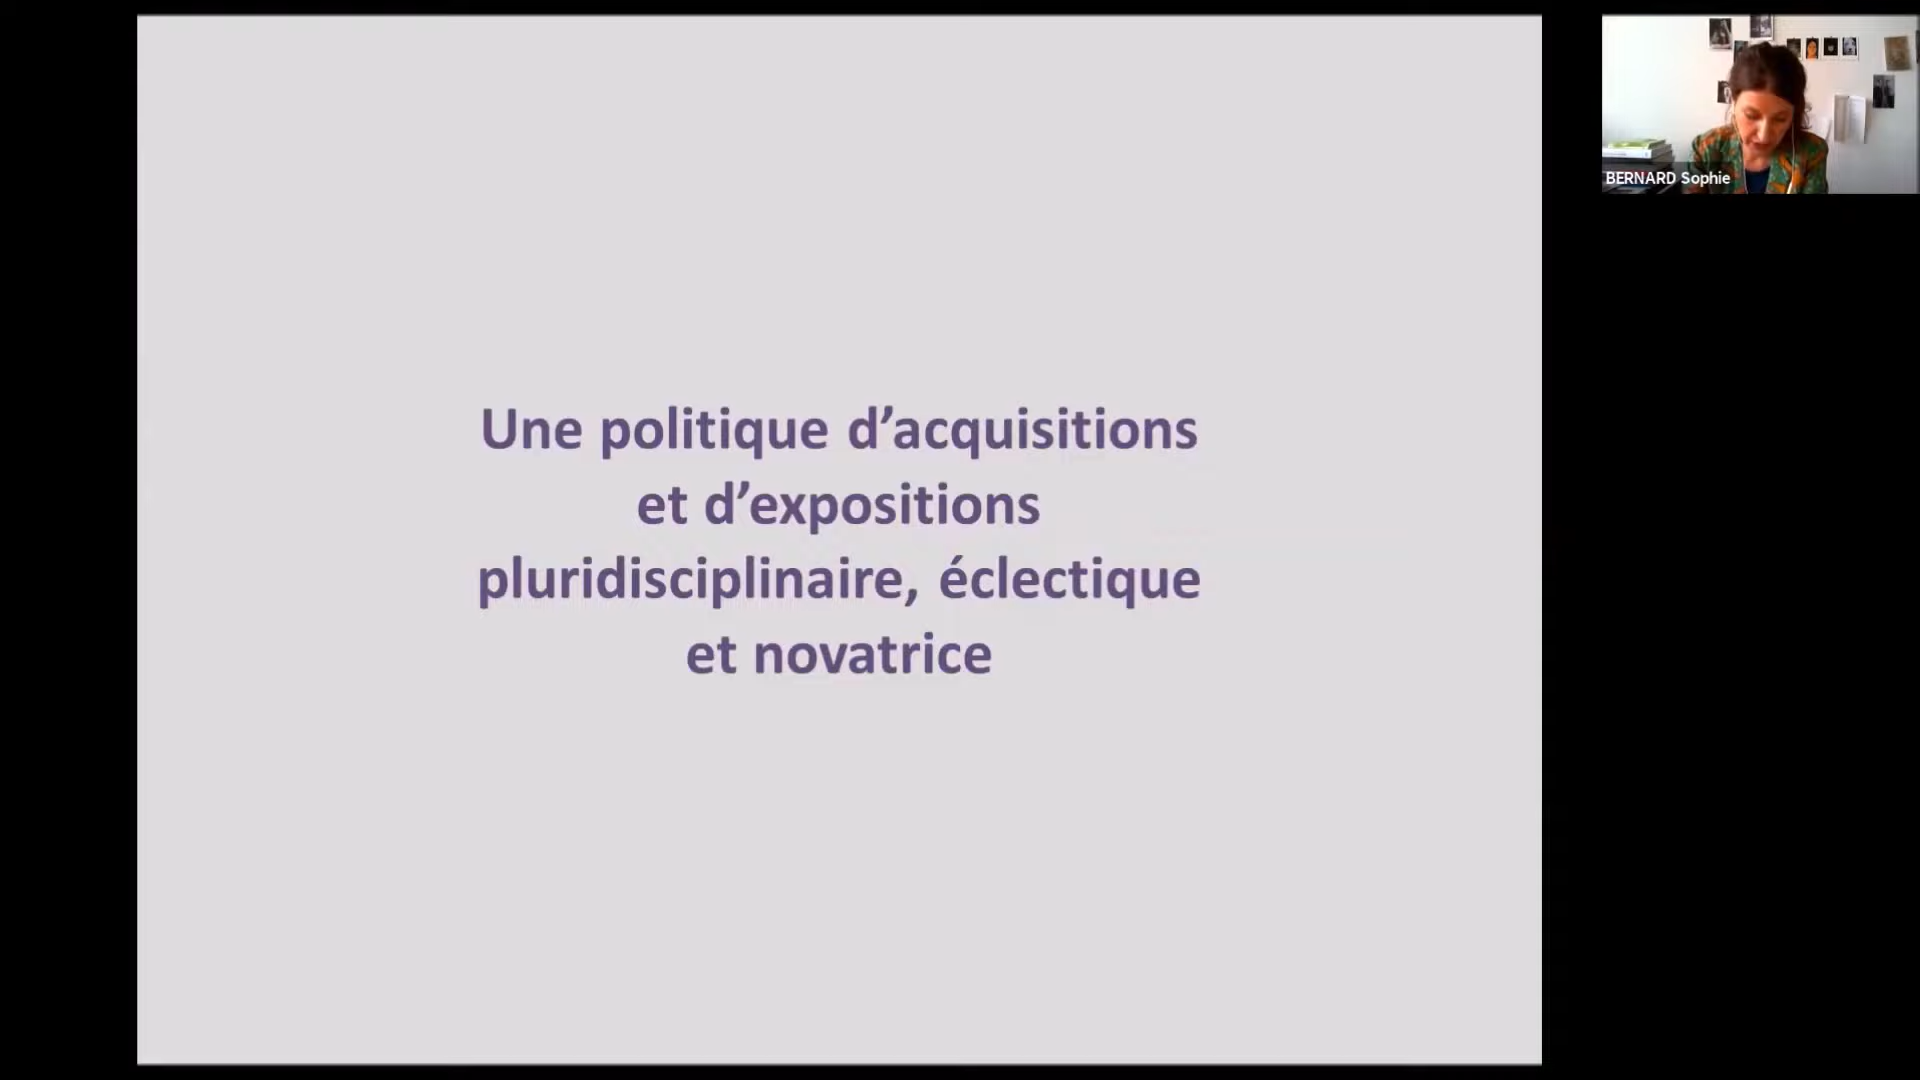 Une politique d’acquisitions
et d’expositions
pluridisciplinaire, éclectique
et novatrice
BERNARD Sophie